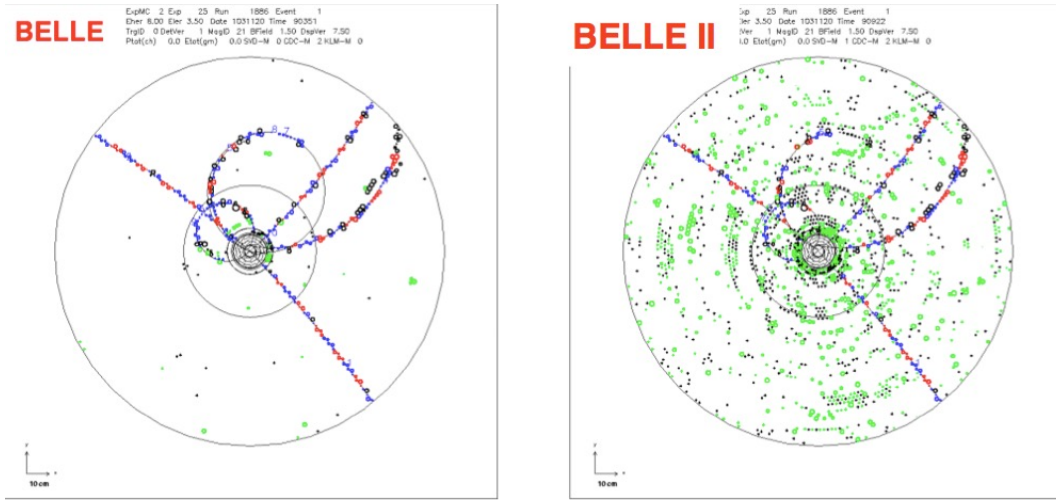 BELLE
ExpMC 2 Exp 25 Run 1886 Event 1
Eher 8.00 Eler 3.50 Date 1031120 Time 90351
TrgID 0 DetVer 1 MagID 21 BField 1.50 DspVer 7.50
Ptot(ch) 0.0 Etot(gm) 0.0 SVD-M 0 CDC-M 2 KLM-M 0
8 7
y
x
10 cm
BELLE II
xp 25 Run 1886 Event 1
ler 3.50 Date 1031120 Time 90922
Ver 1 MagID 21 BField 1.50 DspVer 7.50
.0 Etot(gm) 0.0 SVD-M 1 CDC-M 2 KLM-M 0
y
x
10 cm